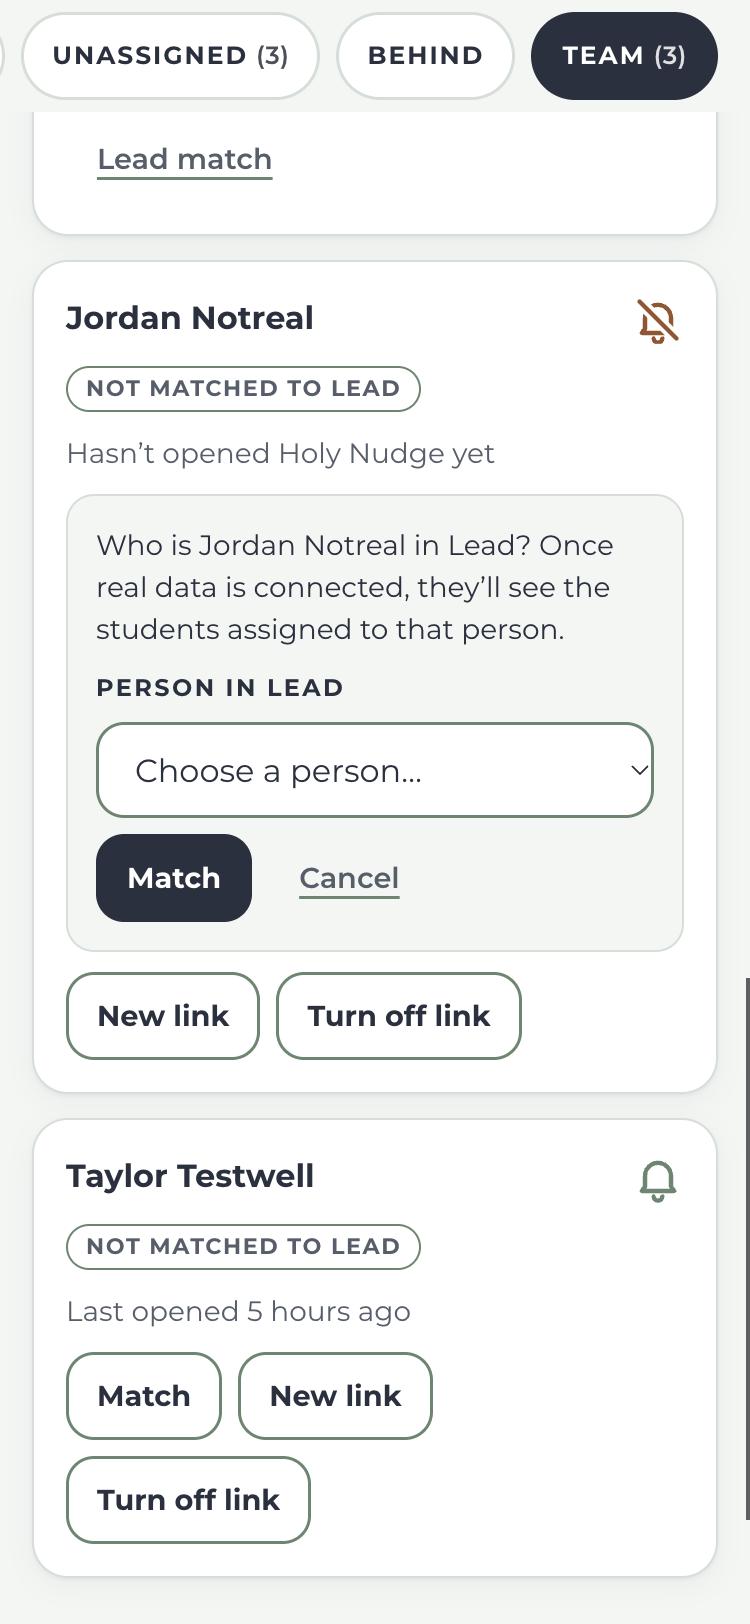 UNASSIGNED (3)
BEHIND
TEAM (3)
Lead match
Jordan Notreal
NOT MATCHED TO LEAD
Hasn’t opened Holy Nudge yet
Who is Jordan Notreal in Lead? Once
real data is connected, they’ll see the
students assigned to that person.
PERSON IN LEAD
Choose a person...
Match
Cancel
New link
Turn off link
Taylor Testwell
NOT MATCHED TO LEAD
Last opened 5 hours ago
Match
New link
Turn off link